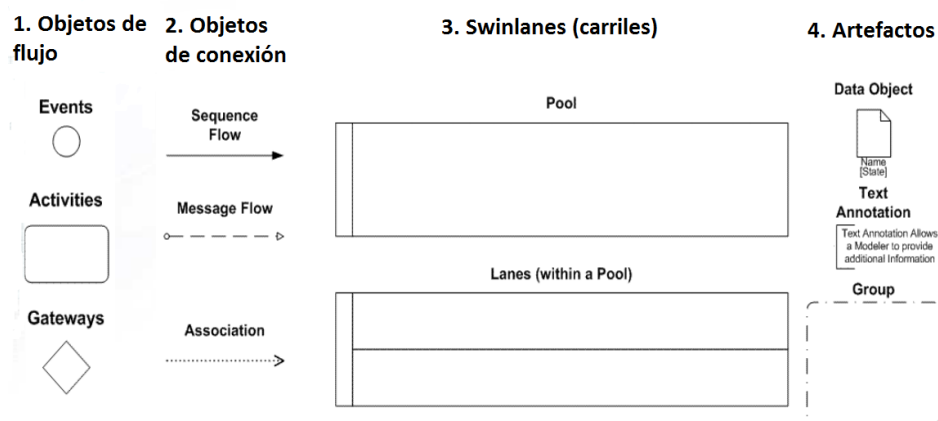 1. Objetos de
flujo
Events
Activities
Gateways
2. Objetos
de conexión
Sequence
Flow
Message Flow
Association
3. Swinlanes (carriles)
Pool
Lanes (within a Pool)
4. Artefactos
Data Object
Name
[State]
Text
Annotation
Text Annotation Allows
a Modeler to provide
additional Information
Group